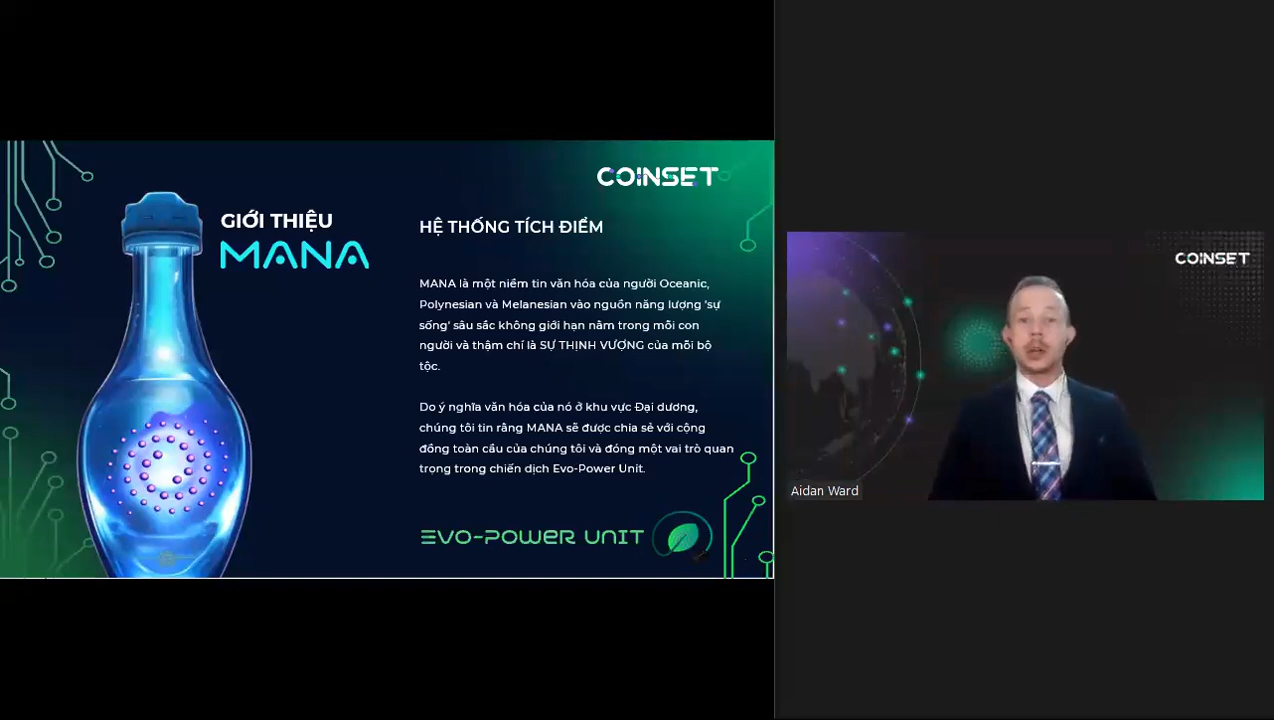 COINSET
GIỚI THIỆU
MANA
HỆ THỐNG TÍCH ĐIỂM
MANA là một niềm tin văn hóa của người Oceanic,
Polynesian và Melanesian vào nguồn năng lượng 'sự
sống' sâu sắc không giới hạn nằm trong mỗi con
người và thậm chí là SỰ THỊNH VƯỢNG của mỗi bộ
tộc.
Do ý nghĩa văn hóa của nó ở khu vực Đại dương,
chúng tôi tin rằng MANA sẽ được chia sẻ với cộng
đồng toàn cầu của chúng tôi và đóng một vai trò quan
trọng trong chiến dịch Evo-Power Unit.
EVO-POWER UNIT
COINSET
Aidan Ward